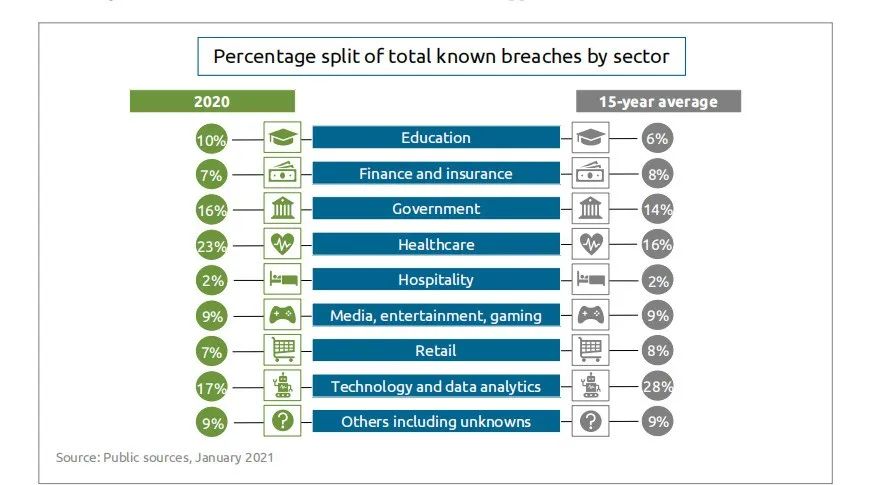 Percentage split of total known breaches by sector
2020 15-year average
10% Education 6%
7% Finance and insurance 8%
16% Government 14%
23% Healthcare 16%
2% Hospitality 2%
9% Media, entertainment, gaming 9%
7% Retail 8%
17% Technology and data analytics 28%
9% ? Others including unknowns ? 9%
Source: Public sources, January 2021